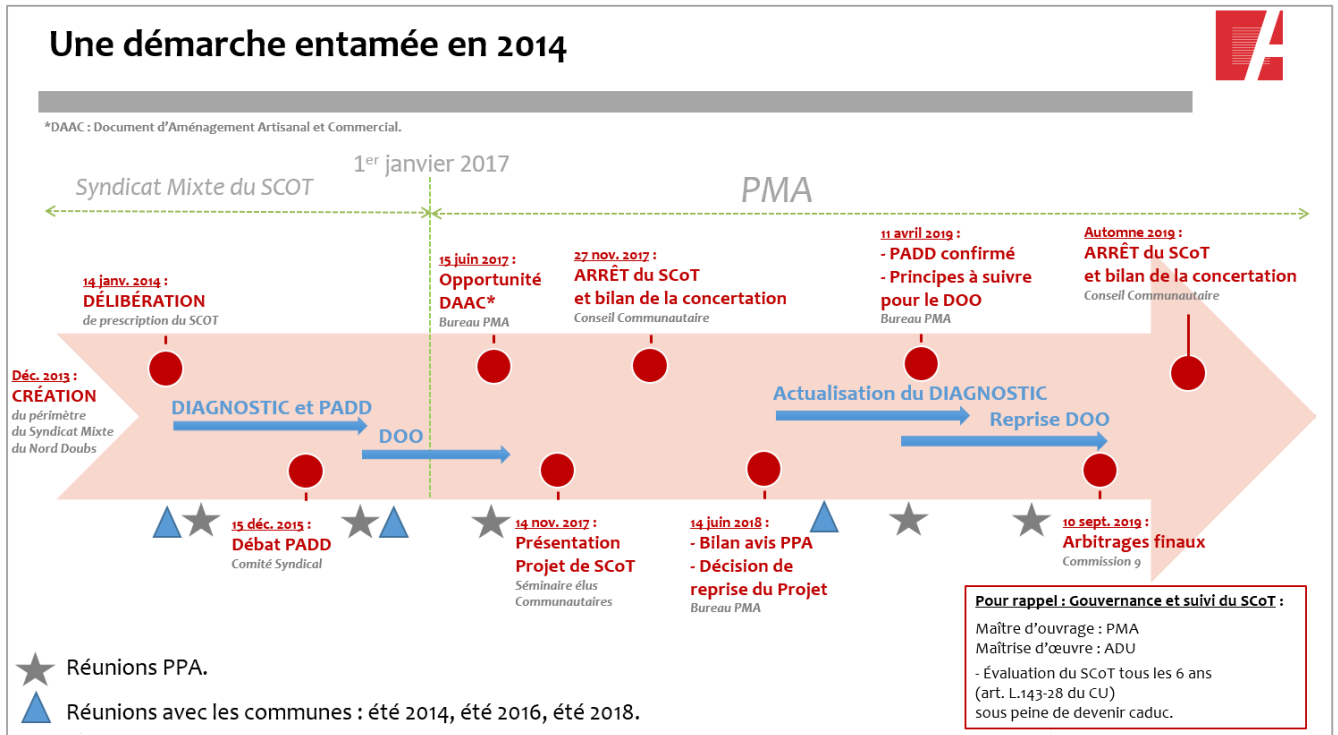 Une démarche entamée en 2014
*DAAC : Document d'Aménagement Artisanal et Commercial.
1er janvier 2017
Syndicat Mixte du SCOT
PMA
Déc. 2013 :
CRÉATION
du périmètre
du Syndicat Mixte
du Nord Doubs
14 janv. 2014 :
DÉLIBÉRATION
de prescription du SCOT
15 juin 2017 :
Opportunité
DAAC*
Bureau PMA
27 nov. 2017 :
ARRÊT du SCoT
et bilan de la concertation
Conseil Communautaire
11 avril 2019 :
- PADD confirmé
- Principes à suivre
pour le DOO
Bureau PMA
Automne 2019 :
ARRÊT du SCoT
et bilan de la concertation
Conseil Communautaire
DIAGNOSTIC et PADD
DOO
Actualisation du DIAGNOSTIC
Reprise DOO
15 déc. 2015 :
Débat PADD
Comité Syndical
14 nov. 2017 :
Présentation
Projet de SCoT
Séminaire élus
Communautaires
14 juin 2018 :
- Bilan avis PPA
- Décision de
reprise du Projet
Bureau PMA
10 sept. 2019 :
Arbitrages finaux
Commission 9
Pour rappel : Gouvernance et suivi du SCoT :
Maître d'ouvrage : PMA
Maîtrise d'œuvre : ADU
- Évaluation du SCoT tous les 6 ans
(art. L.143-28 du CU)
sous peine de devenir caduc.
Réunions PPA.
Réunions avec les communes : été 2014, été 2016, été 2018.